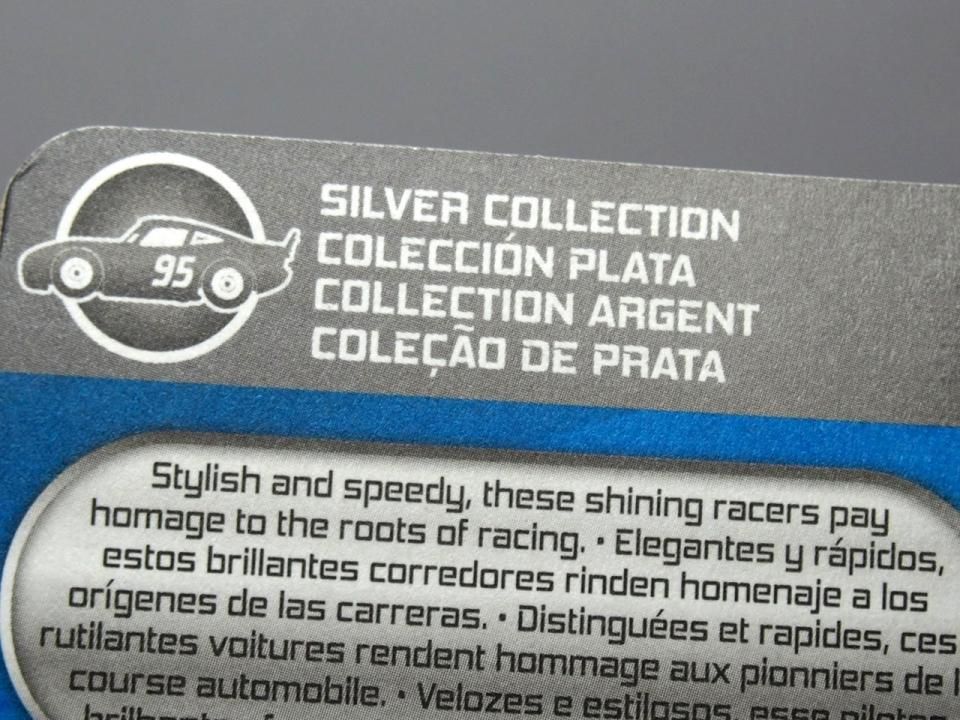 95
SILVER COLLECTION
COLECCIÓN PLATA
COLLECTION ARGENT
COLEÇÃO DE PRATA
Stylish and speedy, these shining racers pay
homage to the roots of racing. • Elegantes y rápidos,
estos brillantes corredores rinden homenaje a los
orígenes de las carreras. • Distinguées et rapides, ces
rutilantes voitures rendent hommage aux pionniers de
course automobile. • Velozes e estilosos, esse